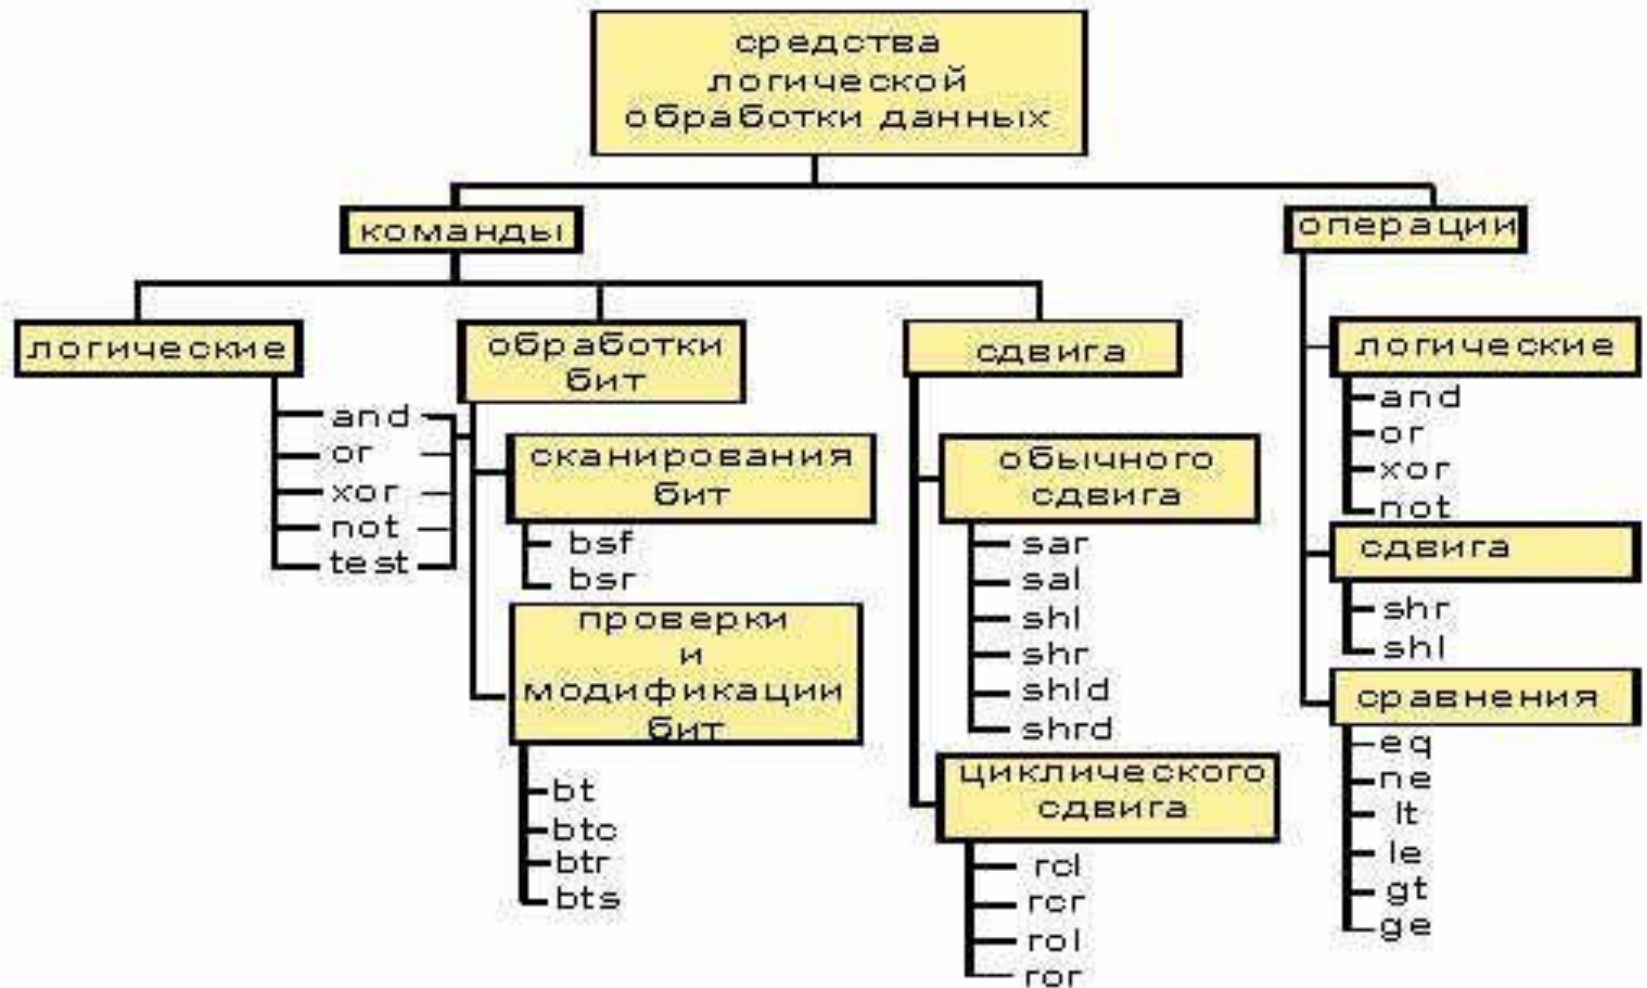 средства
логической
обработки данных
команды
операции
логические
and
or
xor
not
test
обработки
бит
сканирования
бит
bsf
bsr
проверки
и
модификации
бит
bt
btc
btr
bts
сдвига
обычного
сдвига
sar
sal
shl
shr
shld
shrd
циклического
сдвига
rcl
rcr
rol
ror
логические
and
or
xor
not
сдвига
shr
shl
сравнения
eq
ne
lt
le
gt
ge